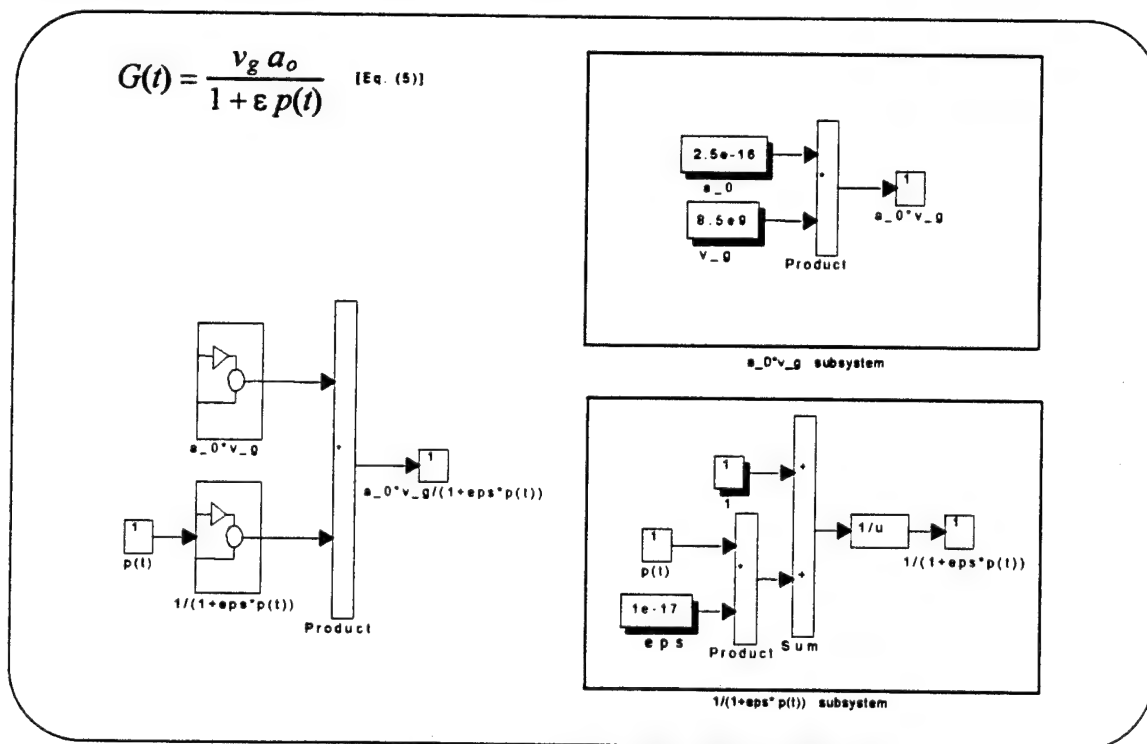 G(t) = v_g a_o / (1 + ε p(t)) [Eq. (5)]
a_0*v_g
1
p(t)
1/(1+eps*p(t))
*
Product
1
a_0*v_g/(1+eps*p(t))
2.5e-16
a_0
8.5e9
v_g
*
Product
1
a_0*v_g
a_0*v_g subsystem
1
1
1
p(t)
1e-17
eps
*
Product
+
+
Sum
1/u
1
1/(1+eps*p(t))
1/(1+eps* p(t)) subsystem